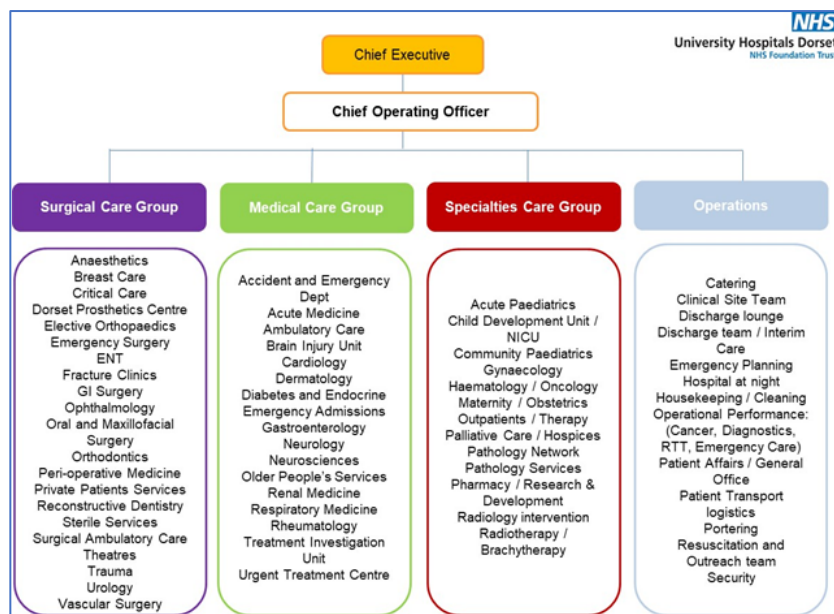 NHS
University Hospitals Dorset
NHS Foundation Trust
Chief Executive
Chief Operating Officer
Surgical Care Group
Medical Care Group
Specialties Care Group
Operations
Anaesthetics
Breast Care
Critical Care
Dorset Prosthetics Centre
Elective Orthopaedics
Emergency Surgery
ENT
Fracture Clinics
GI Surgery
Ophthalmology
Oral and Maxillofacial
Surgery
Orthodontics
Peri-operative Medicine
Private Patients Services
Reconstructive Dentistry
Sterile Services
Surgical Ambulatory Care
Theatres
Trauma
Urology
Vascular Surgery
Accident and Emergency
Dept
Acute Medicine
Ambulatory Care
Brain Injury Unit
Cardiology
Dermatology
Diabetes and Endocrine
Emergency Admissions
Gastroenterology
Neurology
Neurosciences
Older People's Services
Renal Medicine
Respiratory Medicine
Rheumatology
Treatment Investigation
Unit
Urgent Treatment Centre
Acute Paediatrics
Child Development Unit /
NICU
Community Paediatrics
Gynaecology
Haematology / Oncology
Maternity / Obstetrics
Outpatients / Therapy
Palliative Care / Hospices
Pathology Network
Pathology Services
Pharmacy / Research &
Development
Radiology intervention
Radiotherapy /
Brachytherapy
Catering
Clinical Site Team
Discharge lounge
Discharge team / Interim
Care
Emergency Planning
Hospital at night
Housekeeping / Cleaning
Operational Performance:
(Cancer, Diagnostics,
RTT, Emergency Care)
Patient Affairs / General
Office
Patient Transport
logistics
Portering
Resuscitation and
Outreach team
Security